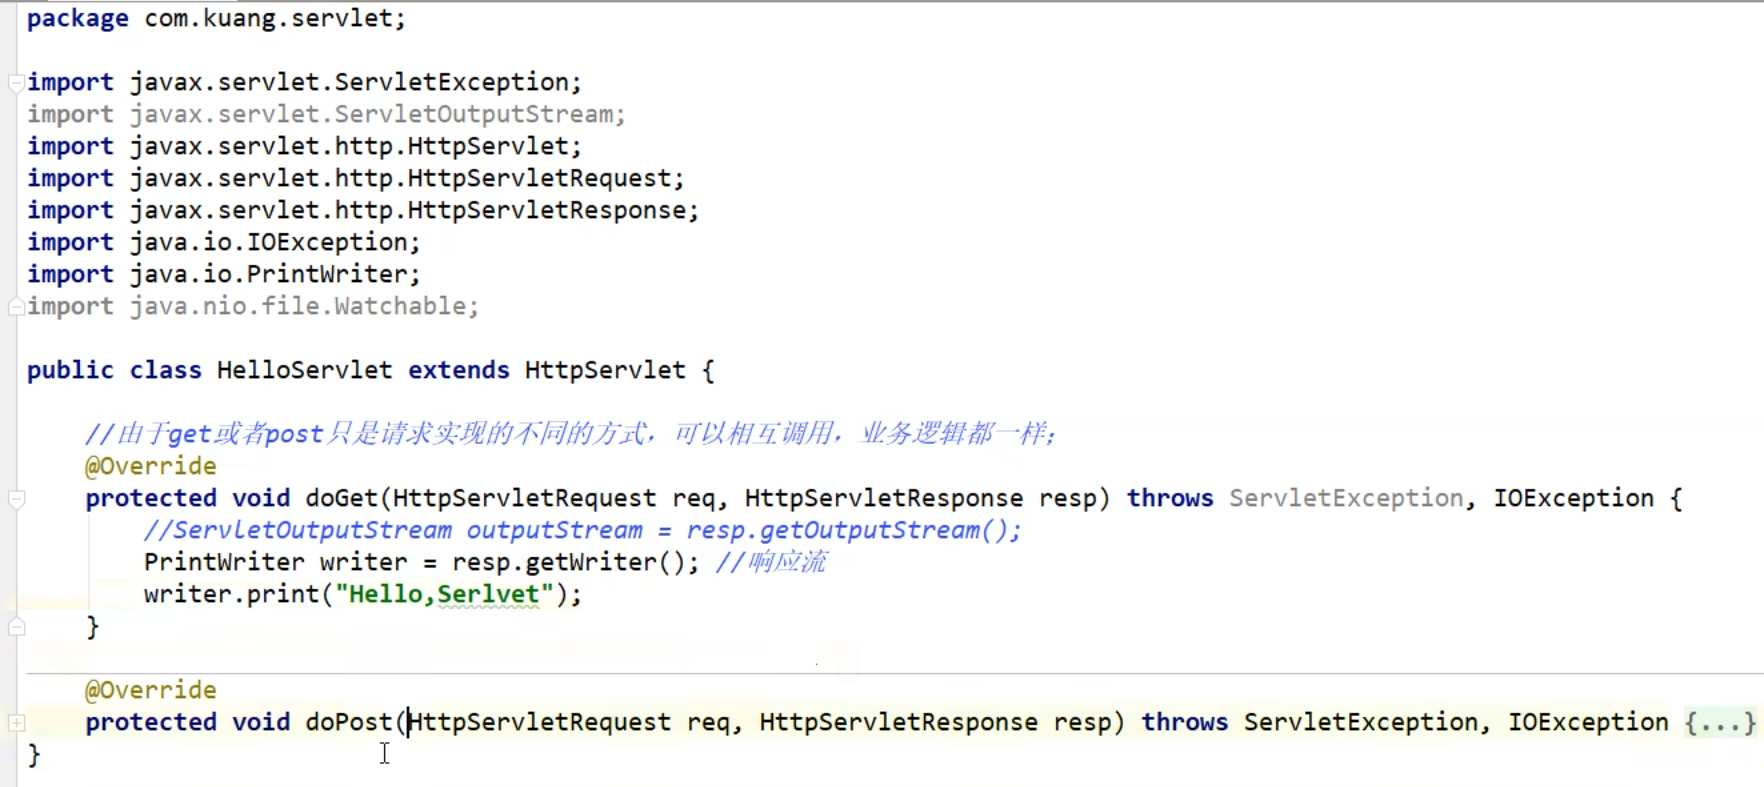 package com.kuang.servlet;
import javax.servlet.ServletException;
import javax.servlet.ServletOutputStream;
import javax.servlet.http.HttpServlet;
import javax.servlet.http.HttpServletRequest;
import javax.servlet.http.HttpServletResponse;
import java.io.IOException;
import java.io.PrintWriter;
import java.nio.file.Watchable;
public class HelloServlet extends HttpServlet {
//由于get或者post只是请求实现的不同的方式，可以相互调用，业务逻辑都一样；
@Override
protected void doGet(HttpServletRequest req, HttpServletResponse resp) throws ServletException, IOException {
//ServletOutputStream outputStream = resp.getOutputStream();
PrintWriter writer = resp.getWriter(); //响应流
writer.print("Hello,Serlvet");
}
@Override
protected void doPost(HttpServletRequest req, HttpServletResponse resp) throws ServletException, IOException {...}
}